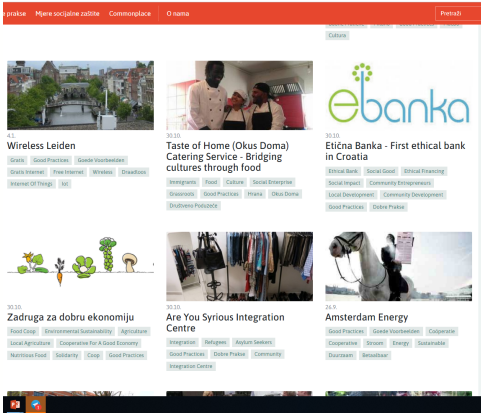 prakse Mjere socijalne zaštite Commonplace O nama Pretraži
Cultura
4.1.
Wireless Leiden
Gratis Good Practices Goede Voorbeelden
Gratis Internet Free Internet Wireless Draadloos
Internet Of Things Iot
30.10.
Taste of Home (Okus Doma)
Catering Service - Bridging
cultures through food
Immigrants Food Culture Social Enterprise
Grassroots Good Practices Hrana Okus Doma
Društveno Poduzeće
ebanka
30.10.
Etična Banka - First ethical bank
in Croatia
Ethical Bank Social Good Ethical Financing
Social Impact Community Entrepreneurs
Local Development Community Development
Good Practices Dobre Prakse
30.10.
Zadruga za dobru ekonomiju
Food Coop Environmental Sustainability Agriculture
Local Agriculture Cooperative For A Good Economy
Nutritious Food Solidarity Coop Good Practices
30.10.
Are You Syrious Integration
Centre
Integration Refugees Asylum Seekers
Good Practices Dobre Prakse Community
Integration Centre
26.9.
Amsterdam Energy
Good Practices Goede Voorbeelden Coöperatie
Cooperative Stroom Energy Sustainable
Duurzaam Betaalbaar